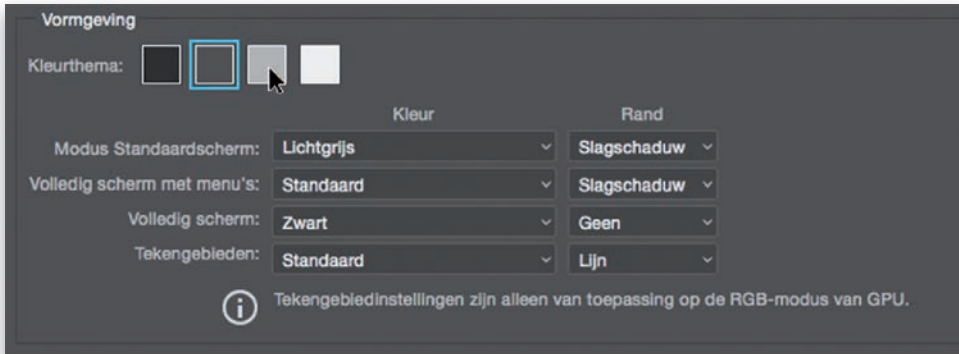 Vormgeving
Kleurthema:
Kleur Rand
Modus Standaardscherm: Lichtgrijs Slagschaduw
Volledig scherm met menu's: Standaard Slagschaduw
Volledig scherm: Zwart Geen
Tekengebieden: Standaard Lijn
Tekengebiedinstellingen zijn alleen van toepassing op de RGB-modus van GPU.